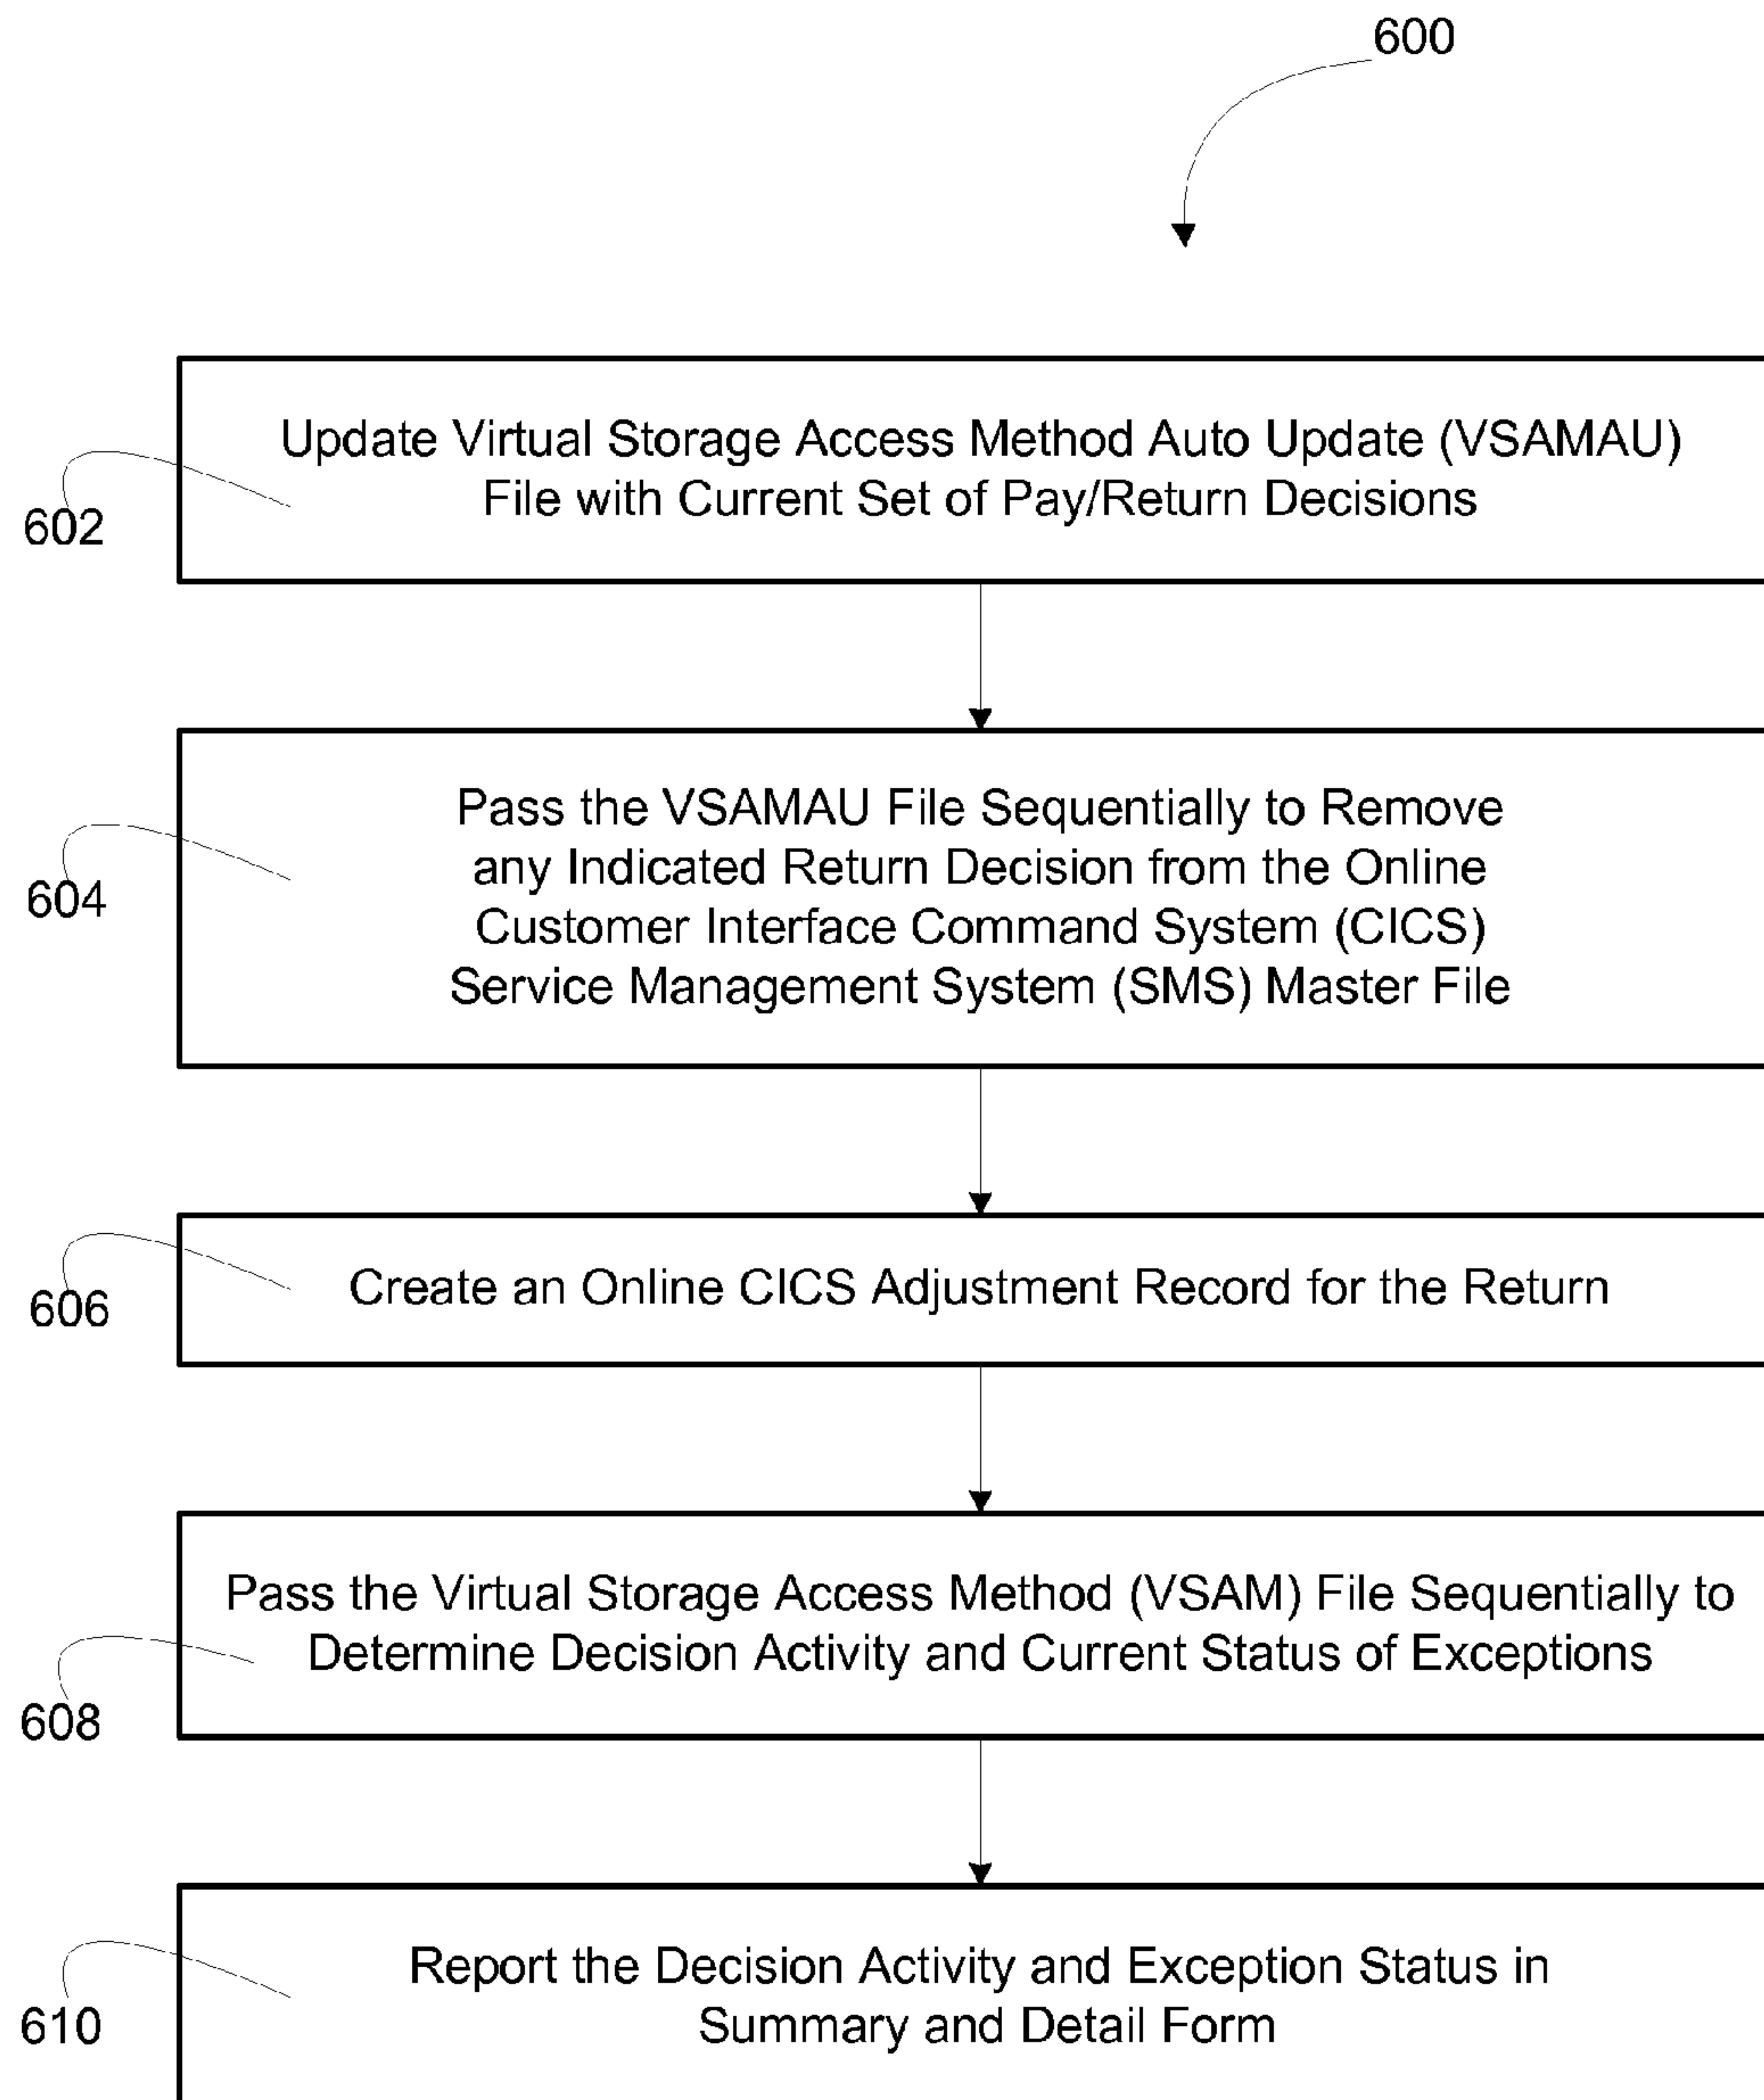 600
Update Virtual Storage Access Method Auto Update (VSAMAU)
File with Current Set of Pay/Return Decisions
602
Pass the VSAMAU File Sequentially to Remove
any Indicated Return Decision from the Online
Customer Interface Command System (CICS)
Service Management System (SMS) Master File
604
Create an Online CICS Adjustment Record for the Return
606
Pass the Virtual Storage Access Method (VSAM) File Sequentially to
Determine Decision Activity and Current Status of Exceptions
608
Report the Decision Activity and Exception Status in
Summary and Detail Form
610